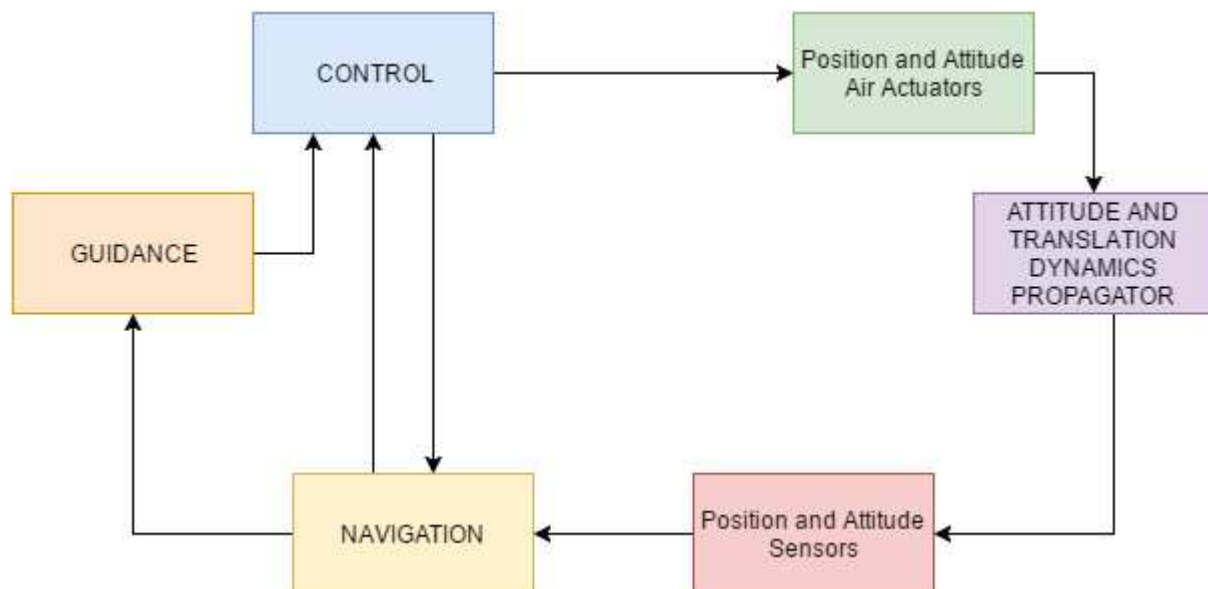 CONTROL
Position and Attitude
Air Actuators
GUIDANCE
ATTITUDE AND
TRANSLATION
DYNAMICS
PROPAGATOR
NAVIGATION
Position and Attitude
Sensors